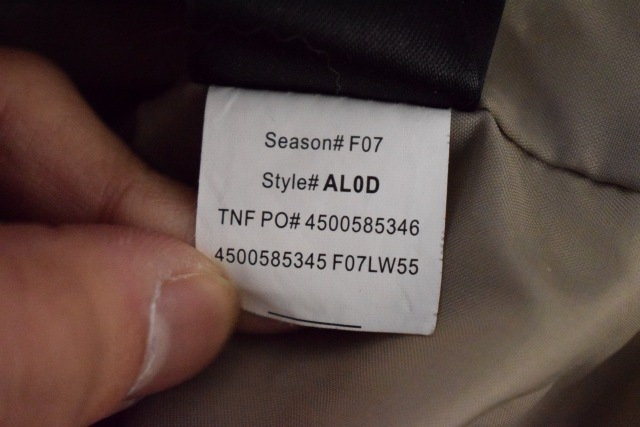 Season# F07
Style# AL0D
TNF PO# 4500585346
4500585345 F07LW55